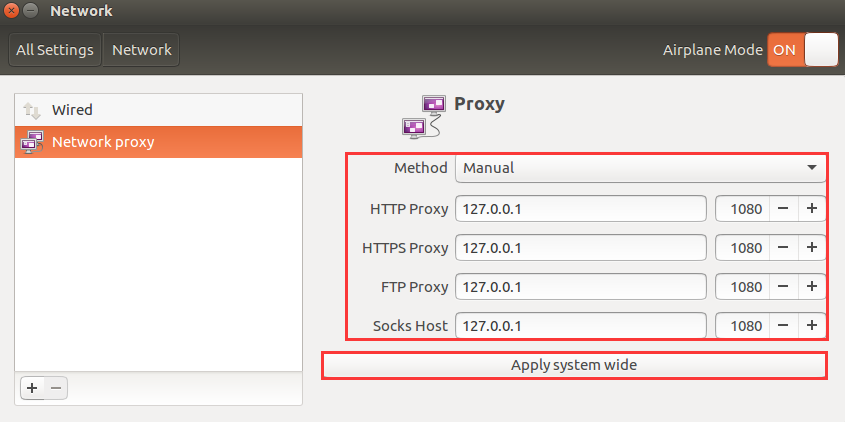 Network
All Settings Network Airplane Mode ON
Wired
Network proxy
Proxy
Method Manual
HTTP Proxy 127.0.0.1 1080 − +
HTTPS Proxy 127.0.0.1 1080 − +
FTP Proxy 127.0.0.1 1080 − +
Socks Host 127.0.0.1 1080 − +
Apply system wide
+ −